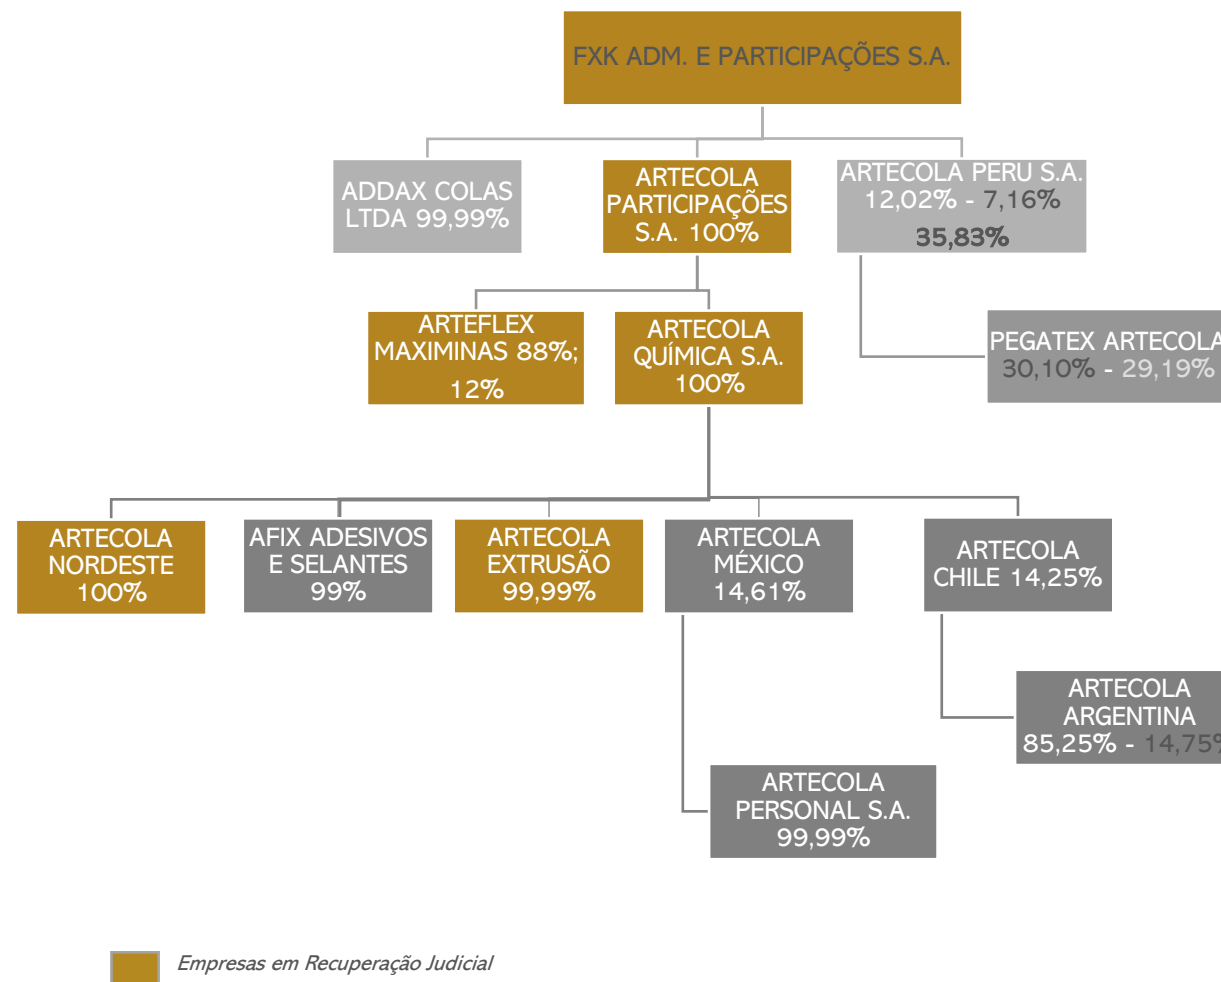 FXK ADM. E PARTICIPAÇÕES S.A.
ADDAX COLAS
LTDA 99,99%
ARTECOLA
PARTICIPAÇÕES
S.A. 100%
ARTECOLA PERU S.A.
12,02% - 7,16%
35,83%
ARTEFLEX
MAXIMINAS 88%;
12%
ARTECOLA
QUÍMICA S.A.
100%
PEGATEX ARTECOLA
30,10% - 29,19%
ARTECOLA
NORDESTE
100%
AFIX ADESIVOS
E SELANTES
99%
ARTECOLA
EXTRUSÃO
99,99%
ARTECOLA
MÉXICO
14,61%
ARTECOLA
CHILE 14,25%
ARTECOLA
ARGENTINA
85,25% - 14,75%
ARTECOLA
PERSONAL S.A.
99,99%
Empresas em Recuperação Judicial